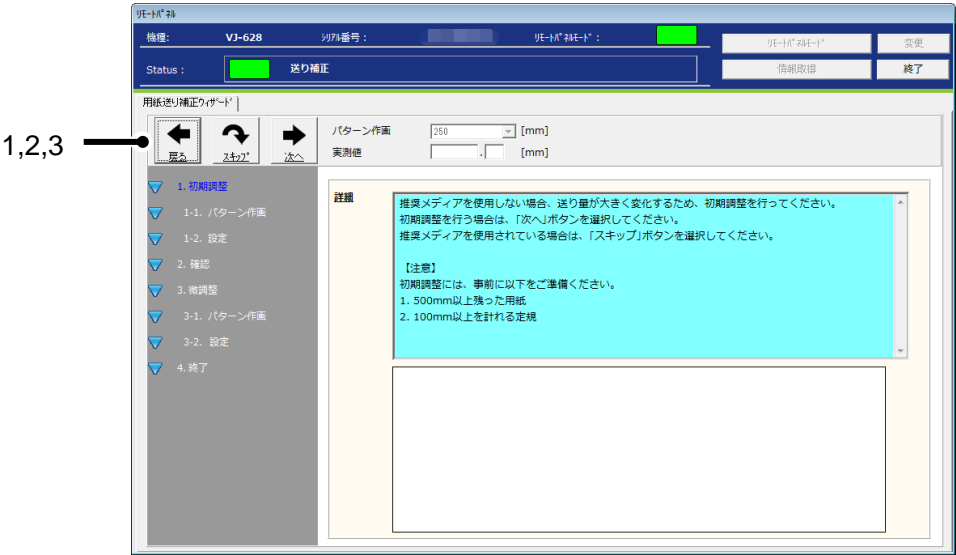 ﾘﾓｰﾄﾊﾟﾈﾙ
機種: VJ-628 ｼﾘｱﾙ番号 : ﾘﾓｰﾄﾊﾟﾈﾙﾓｰﾄﾞ :
ﾘﾓｰﾄﾊﾟﾈﾙﾓｰﾄﾞ 変更
Status : 送り補正 情報取得 終了
用紙送り補正ｳｨｻﾞｰﾄﾞ
1,2,3
戻る ｽｷｯﾌﾟ 次へ
パターン作画 250 [mm]
実測値 . [mm]
1. 初期調整
1-1. パターン作画
1-2. 設定
2. 確認
3. 微調整
3-1. パターン作画
3-2. 設定
4. 終了
詳細
推奨メディアを使用しない場合、送り量が大きく変化するため、初期調整を行ってください。
初期調整を行う場合は、「次へ」ボタンを選択してください。
推奨メディアを使用されている場合は、「スキップ」ボタンを選択してください。
【注意】
初期調整には、事前に以下をご準備ください。
1. 500mm以上残った用紙
2. 100mm以上を計れる定規